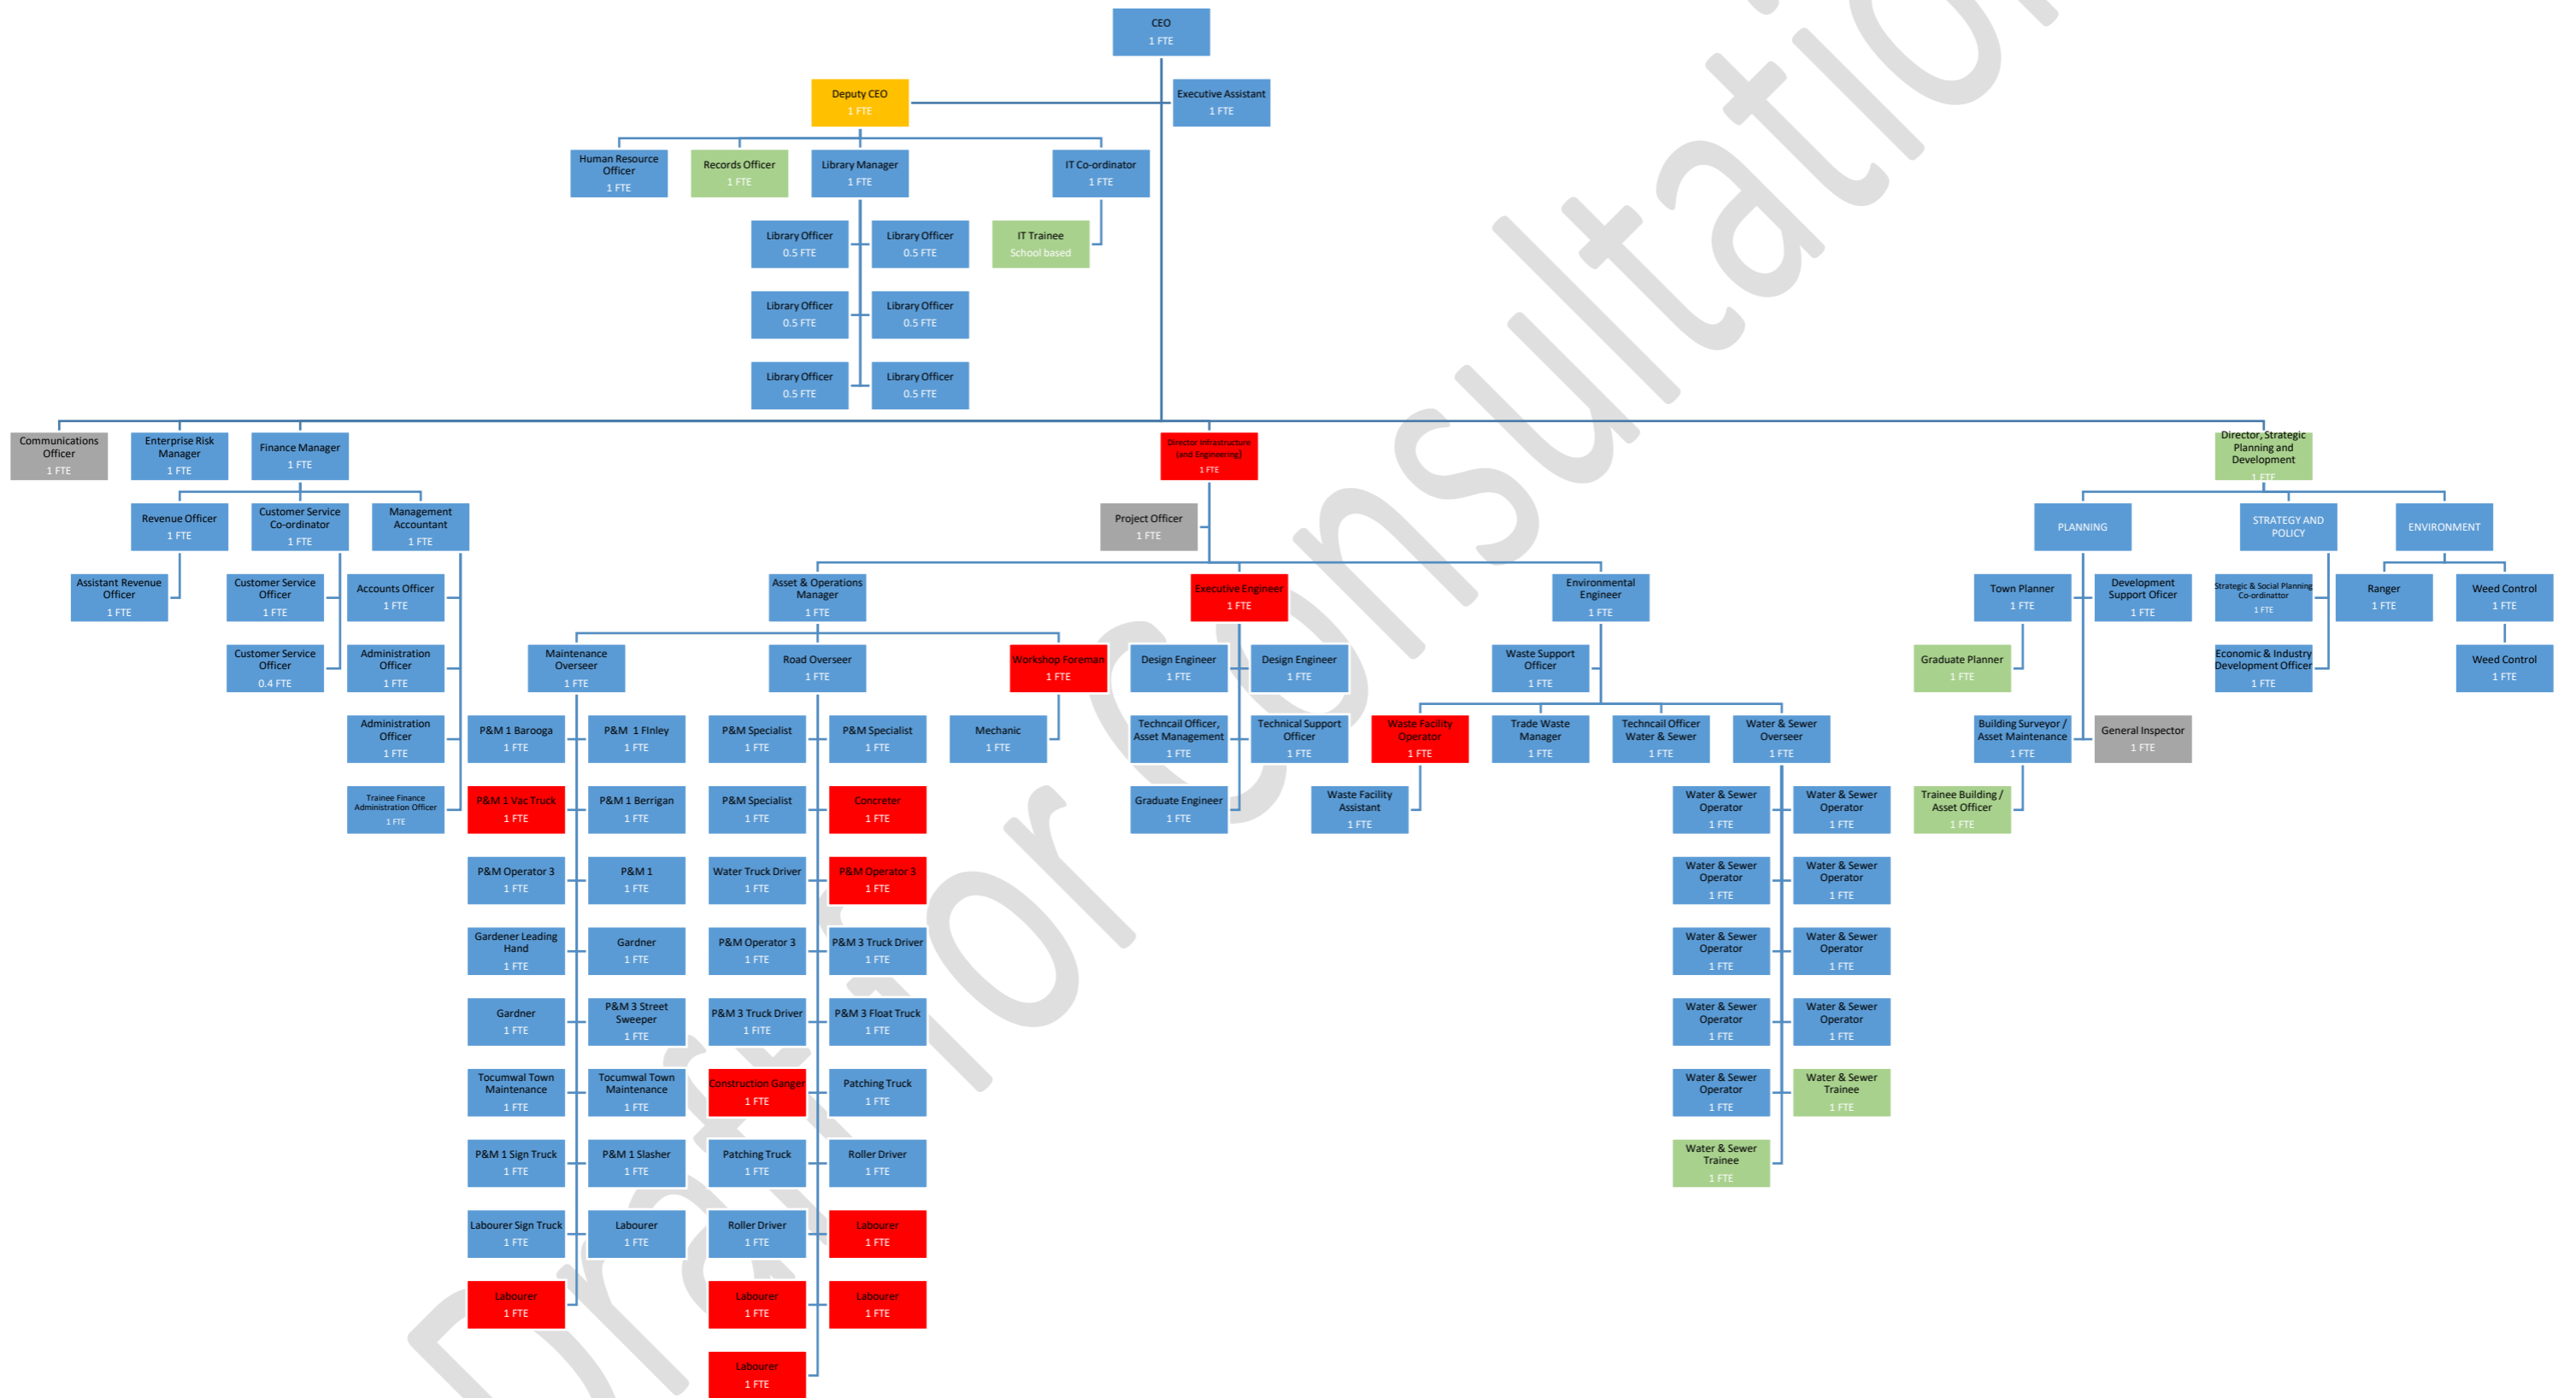 CEO
1 FTE
Deputy CEO
1 FTE
Executive Assistant
1 FTE
Human Resource
Officer
1 FTE
Records Officer
1 FTE
Library Manager
1 FTE
IT Co-ordinator
1 FTE
Library Officer
0.5 FTE
Library Officer
0.5 FTE
IT Trainee
School based
Library Officer
0.5 FTE
Library Officer
0.5 FTE
Library Officer
0.5 FTE
Library Officer
0.5 FTE
Communications
Officer
1 FTE
Enterprise Risk
Manager
1 FTE
Finance Manager
1 FTE
Director Infrastructure
(and Engineering)
1 FTE
Director, Strategic
Planning and
Development
1 FTE
Revenue Officer
1 FTE
Customer Service
Co-ordinator
1 FTE
Management
Accountant
1 FTE
Project Officer
1 FTE
PLANNING
STRATEGY AND
POLICY
ENVIRONMENT
Assistant Revenue
Officer
1 FTE
Customer Service
Officer
1 FTE
Accounts Officer
1 FTE
Asset & Operations
Manager
1 FTE
Executive Engineer
1 FTE
Environmental
Engineer
1 FTE
Town Planner
1 FTE
Development
Support Oficer
1 FTE
Strategic & Social Planning
Co-ordinattor
1 FTE
Ranger
1 FTE
Weed Control
1 FTE
Customer Service
Officer
0.4 FTE
Administration
Officer
1 FTE
Maintenance
Overseer
1 FTE
Road Overseer
1 FTE
Workshop Foreman
1 FTE
Design Engineer
1 FTE
Design Engineer
1 FTE
Waste Support
Officer
1 FTE
Graduate Planner
1 FTE
Economic & Industry
Development Officer
1 FTE
Weed Control
1 FTE
Administration
Officer
1 FTE
P&M 1 Barooga
1 FTE
P&M  1 FInley
1 FTE
P&M Specialist
1 FTE
P&M Specialist
1 FTE
Mechanic
1 FTE
Techncail Officer,
Asset Management
1 FTE
Technical Support
Officer
1 FTE
Waste Facility
Operator
1 FTE
Trade Waste
Manager
1 FTE
Techncail Officer
Water & Sewer
1 FTE
Water & Sewer
Overseer
1 FTE
Building Surveyor /
Asset Maintenance
1 FTE
General Inspector
1 FTE
Trainee Finance
Administration Officer
1 FTE
P&M 1 Vac Truck
1 FTE
P&M 1 Berrigan
1 FTE
P&M Specialist
1 FTE
Concreter
1 FTE
Graduate Engineer
1 FTE
Waste Facility
Assistant
1 FTE
Water & Sewer
Operator
1 FTE
Water & Sewer
Operator
1 FTE
Trainee Building /
Asset Officer
1 FTE
P&M Operator 3
1 FTE
P&M 1
1 FTE
Water Truck Driver
1 FTE
P&M Operator 3
1 FTE
Water & Sewer
Operator
1 FTE
Water & Sewer
Operator
1 FTE
Gardener Leading
Hand
1 FTE
Gardner
1 FTE
P&M Operator 3
1 FTE
P&M 3 Truck Driver
1 FTE
Water & Sewer
Operator
1 FTE
Water & Sewer
Operator
1 FTE
Gardner
1 FTE
P&M 3 Street
Sweeper
1 FTE
P&M 3 Truck Driver
1 FITE
P&M 3 Float Truck
1 FTE
Water & Sewer
Operator
1 FTE
Water & Sewer
Operator
1 FTE
Tocumwal Town
Maintenance
1 FTE
Tocumwal Town
Maintenance
1 FTE
Construction Ganger
1 FTE
Patching Truck
1 FTE
Water & Sewer
Operator
1 FTE
Water & Sewer
Trainee
1 FTE
P&M 1 Sign Truck
1 FTE
P&M 1 Slasher
1 FTE
Patching Truck
1 FTE
Roller Driver
1 FTE
Water & Sewer
Trainee
1 FTE
Labourer Sign Truck
1 FTE
Labourer
1 FTE
Roller Driver
1 FTE
Labourer
1 FTE
Labourer
1 FTE
Labourer
1 FTE
Labourer
1 FTE
Labourer
1 FTE
Draft for Consultation